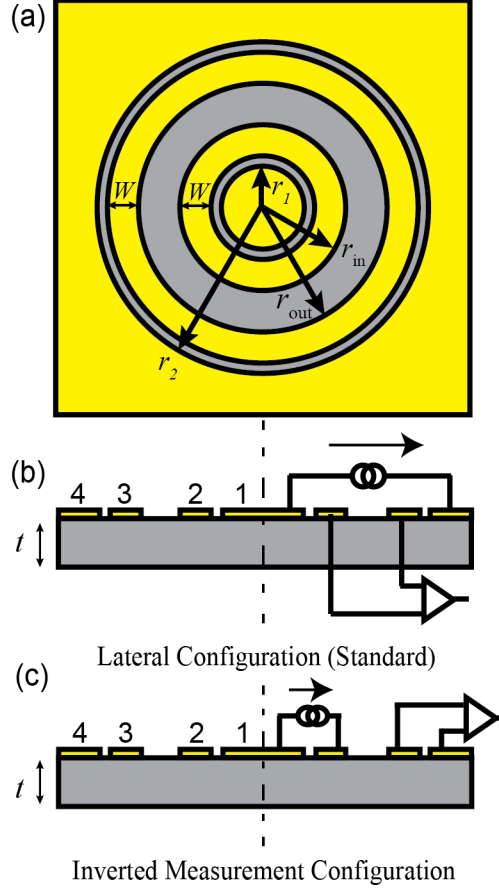 (a)
W
W
r1
rin
rout
r2
(b)
4 3 2 1
t
Lateral Configuration (Standard)
(c)
4 3 2 1
t
Inverted Measurement Configuration